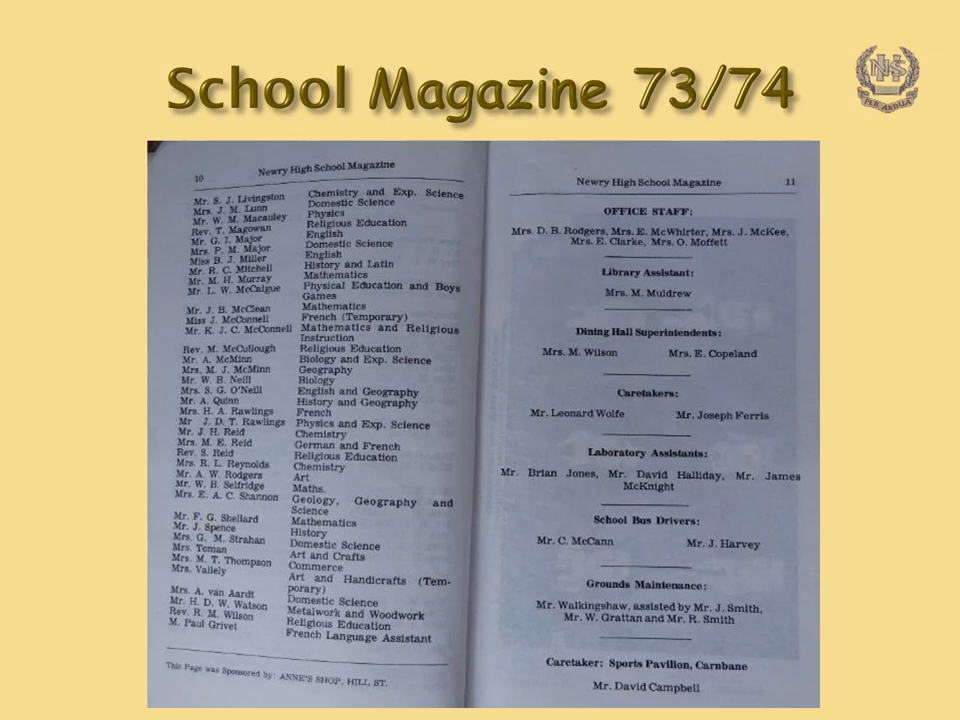 School Magazine 73/74
NHS
PER ARDUA
10 Newry High School Magazine
Mr. S. J. Livingston Chemistry and Exp. Science
Mrs. J. M. Lunn Domestic Science
Mr. W. M. Macauley Physics
Rev. T. Magowan Religious Education
Mr. G. I. Major English
Mrs. P. M. Major Domestic Science
Miss B. J. Miller English
Mr. R. C. Mitchell History and Latin
Mr. M. H. Murray Mathematics
Mr. L. W. McCaigue Physical Education and Boys
Games
Mr. J. B. McClean Mathematics
Miss J. McConnell French (Temporary)
Mr. K. J. C. McConnell Mathematics and Religious
Instruction
Rev. M. McCullough Religious Education
Mr. A. McMinn Biology and Exp. Science
Mrs. M. J. McMinn Geography
Mr. W. B. Neill Biology
Mrs. S. G. O'Neill English and Geography
Mr. A. Quinn History and Geography
Mrs. H. A. Rawlings French
Mr J. D. T. Rawlings Physics and Exp. Science
Mr. J. H. Reid Chemistry
Mrs. M. E. Reid German and French
Rev. S. Reid Religious Education
Mrs. R. L. Reynolds Chemistry
Mr. A. W. Rodgers Art
Mr. W. B. Selfridge Maths.
Mrs. E. A. C. Shannon Geology, Geography and
Science
Mr. F. G. Shellard Mathematics
Mr. J. Spence History
Mrs. G. M. Strahan Domestic Science
Mrs. Toman Art and Crafts
Mrs. M. T. Thompson Commerce
Mrs. Vallely Art and Handicrafts (Tem-
porary)
Mrs. A. van Aardt Domestic Science
Mr. H. D. W. Watson Metalwork and Woodwork
Rev. R. M. Wilson Religious Education
M. Paul Grivet French Language Assistant
This Page was Sponsored by: ANNE'S SHOP, HILL ST.
Newry High School Magazine 11
OFFICE STAFF:
Mrs. D. B. Rodgers, Mrs. E. McWhirter, Mrs. J. McKee,
Mrs. E. Clarke, Mrs. O. Moffett
Library Assistant:
Mrs. M. Muldrew
Dining Hall Superintendents:
Mrs. M. Wilson Mrs. E. Copeland
Caretakers:
Mr. Leonard Wolfe Mr. Joseph Ferris
Laboratory Assistants:
Mr. Brian Jones, Mr. David Halliday, Mr. James
McKnight
School Bus Drivers:
Mr. C. McCann Mr. J. Harvey
Grounds Maintenance:
Mr. Walkingshaw, assisted by Mr. J. Smith,
Mr. W. Grattan and Mr. R. Smith
Caretaker: Sports Pavilion, Carnbane
Mr. David Campbell